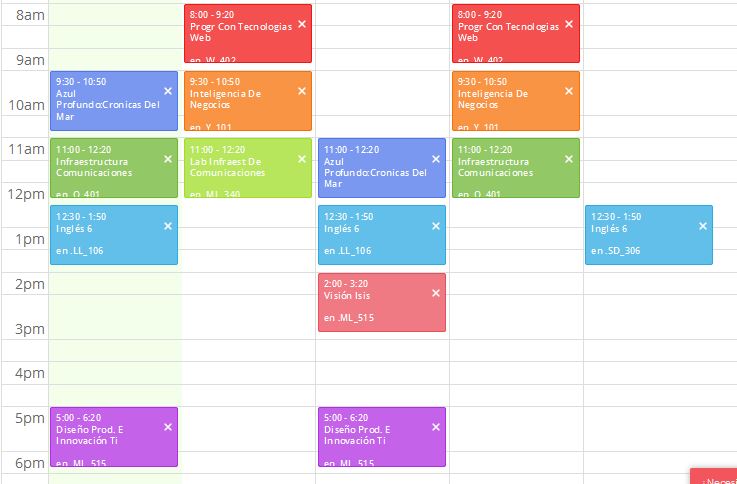 8am
8:00 - 9:20
Progr Con Tecnologias
Web
en .W_402
8:00 - 9:20
Progr Con Tecnologias
Web
en .W_402
9am
9:30 - 10:50
Azul
Profundo:Cronicas Del
Mar
9:30 - 10:50
Inteligencia De
Negocios
en .Y_101
9:30 - 10:50
Inteligencia De
Negocios
en .Y_101
10am
11am
11:00 - 12:20
Infraestructura
Comunicaciones
en .O_401
11:00 - 12:20
Lab Infraest De
Comunicaciones
en .ML_340
11:00 - 12:20
Azul
Profundo:Cronicas Del
Mar
11:00 - 12:20
Infraestructura
Comunicaciones
en .O_401
12pm
12:30 - 1:50
Inglés 6
en .LL_106
12:30 - 1:50
Inglés 6
en .LL_106
12:30 - 1:50
Inglés 6
en .SD_306
1pm
2pm
2:00 - 3:20
Visión Isis
en .ML_515
3pm
4pm
5pm
5:00 - 6:20
Diseño Prod. E
Innovación Ti
en .ML_515
5:00 - 6:20
Diseño Prod. E
Innovación Ti
en .ML_515
6pm